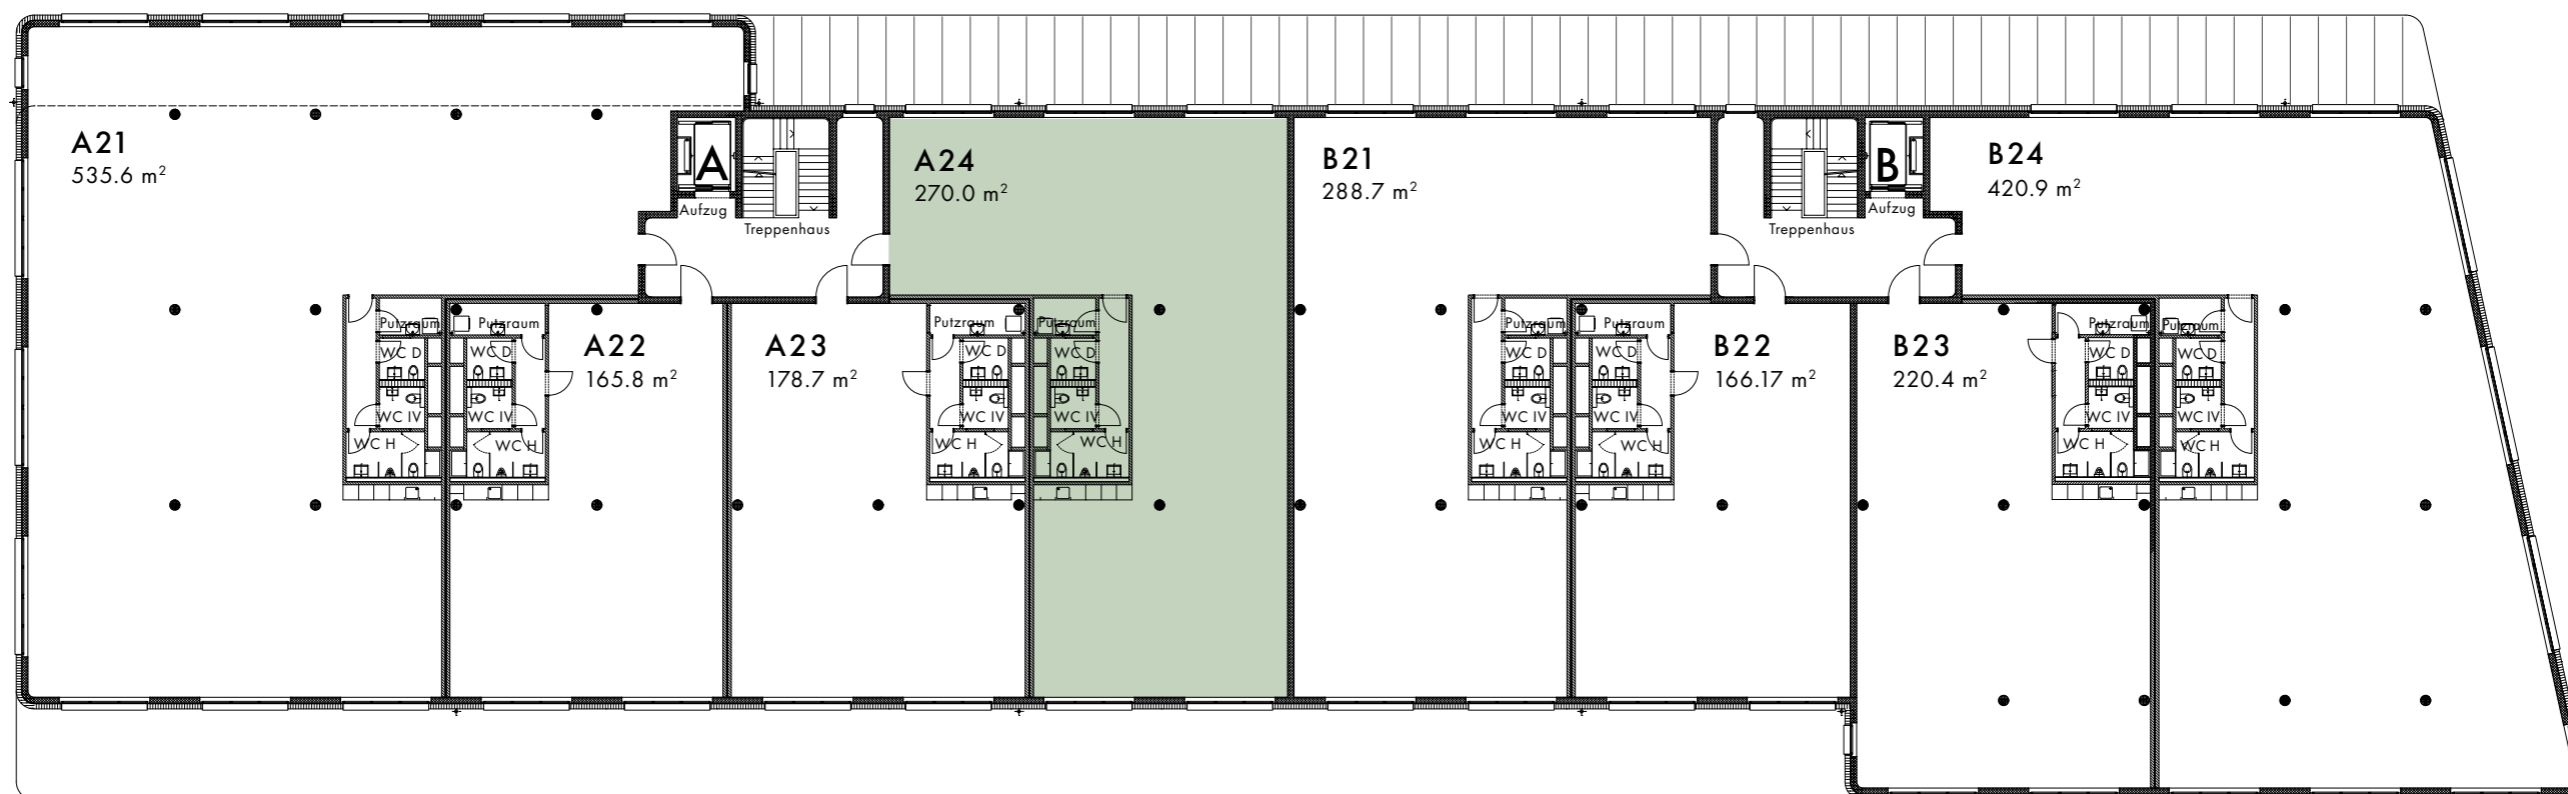 A21
535.6 m²
A
Aufzug
Treppenhaus
A24
270.0 m²
B21
288.7 m²
Treppenhaus
B
Aufzug
B24
420.9 m²
Putzraum
WC D
WC IV
WC H
Putzraum
WC D
WC IV
WC H
A22
165.8 m²
A23
178.7 m²
Putzraum
WC D
WC IV
WC H
Putzraum
WC D
WC IV
WC H
Putzraum
WC D
WC IV
WC H
Putzraum
WC D
WC IV
WC H
B22
166.17 m²
B23
220.4 m²
Putzraum
WC D
WC IV
WC H
Putzraum
WC D
WC IV
WC H